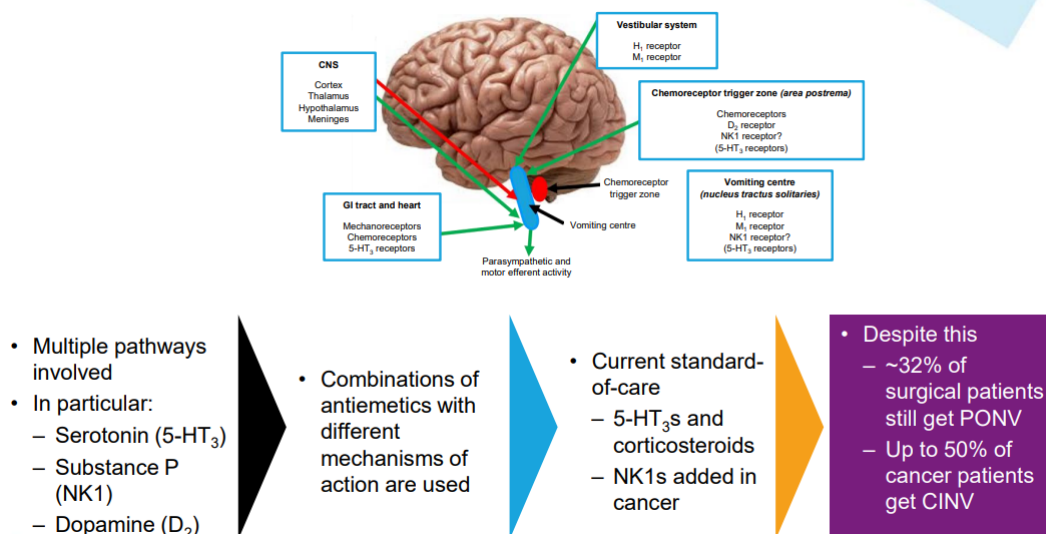 Vestibular system
H₁ receptor
M₁ receptor
CNS
Cortex
Thalamus
Hypothalamus
Meninges
Chemoreceptor trigger zone (area postrema)
Chemoreceptors
D₂ receptor
NK1 receptor?
(5-HT₃ receptors)
GI tract and heart
Mechanoreceptors
Chemoreceptors
5-HT₃ receptors
Chemoreceptor
trigger zone
Vomiting centre
Vomiting centre
(nucleus tractus solitaries)
H₁ receptor
M₁ receptor
NK1 receptor?
(5-HT₃ receptors)
Parasympathetic and
motor efferent activity
• Multiple pathways
involved
• In particular:
– Serotonin (5-HT₃)
– Substance P
(NK1)
– Dopamine (D₂)
• Combinations of
antiemetics with
different
mechanisms of
action are used
• Current standard-
of-care
– 5-HT₃s and
corticosteroids
– NK1s added in
cancer
• Despite this
– ~32% of
surgical patients
still get PONV
– Up to 50% of
cancer patients
get CINV